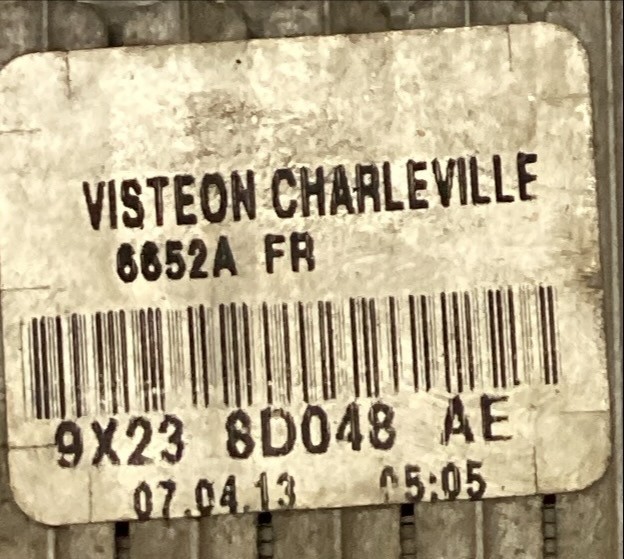 VISTEON CHARLEVILLE
6652A FR
9X23 8D048 AE
07.04.13 05:05